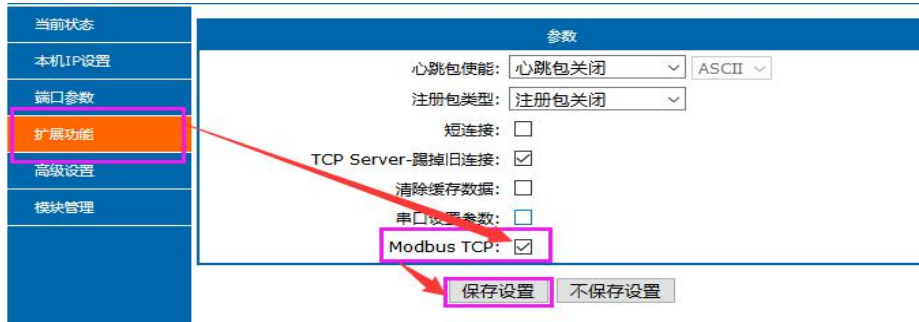 当前状态
本机IP设置
端口参数
扩展功能
高级设置
模块管理
参数
心跳包使能: 心跳包关闭 ASCII
注册包类型: 注册包关闭
短连接:
TCP Server-踢掉旧连接:
清除缓存数据:
串口设置参数:
Modbus TCP:
保存设置 不保存设置